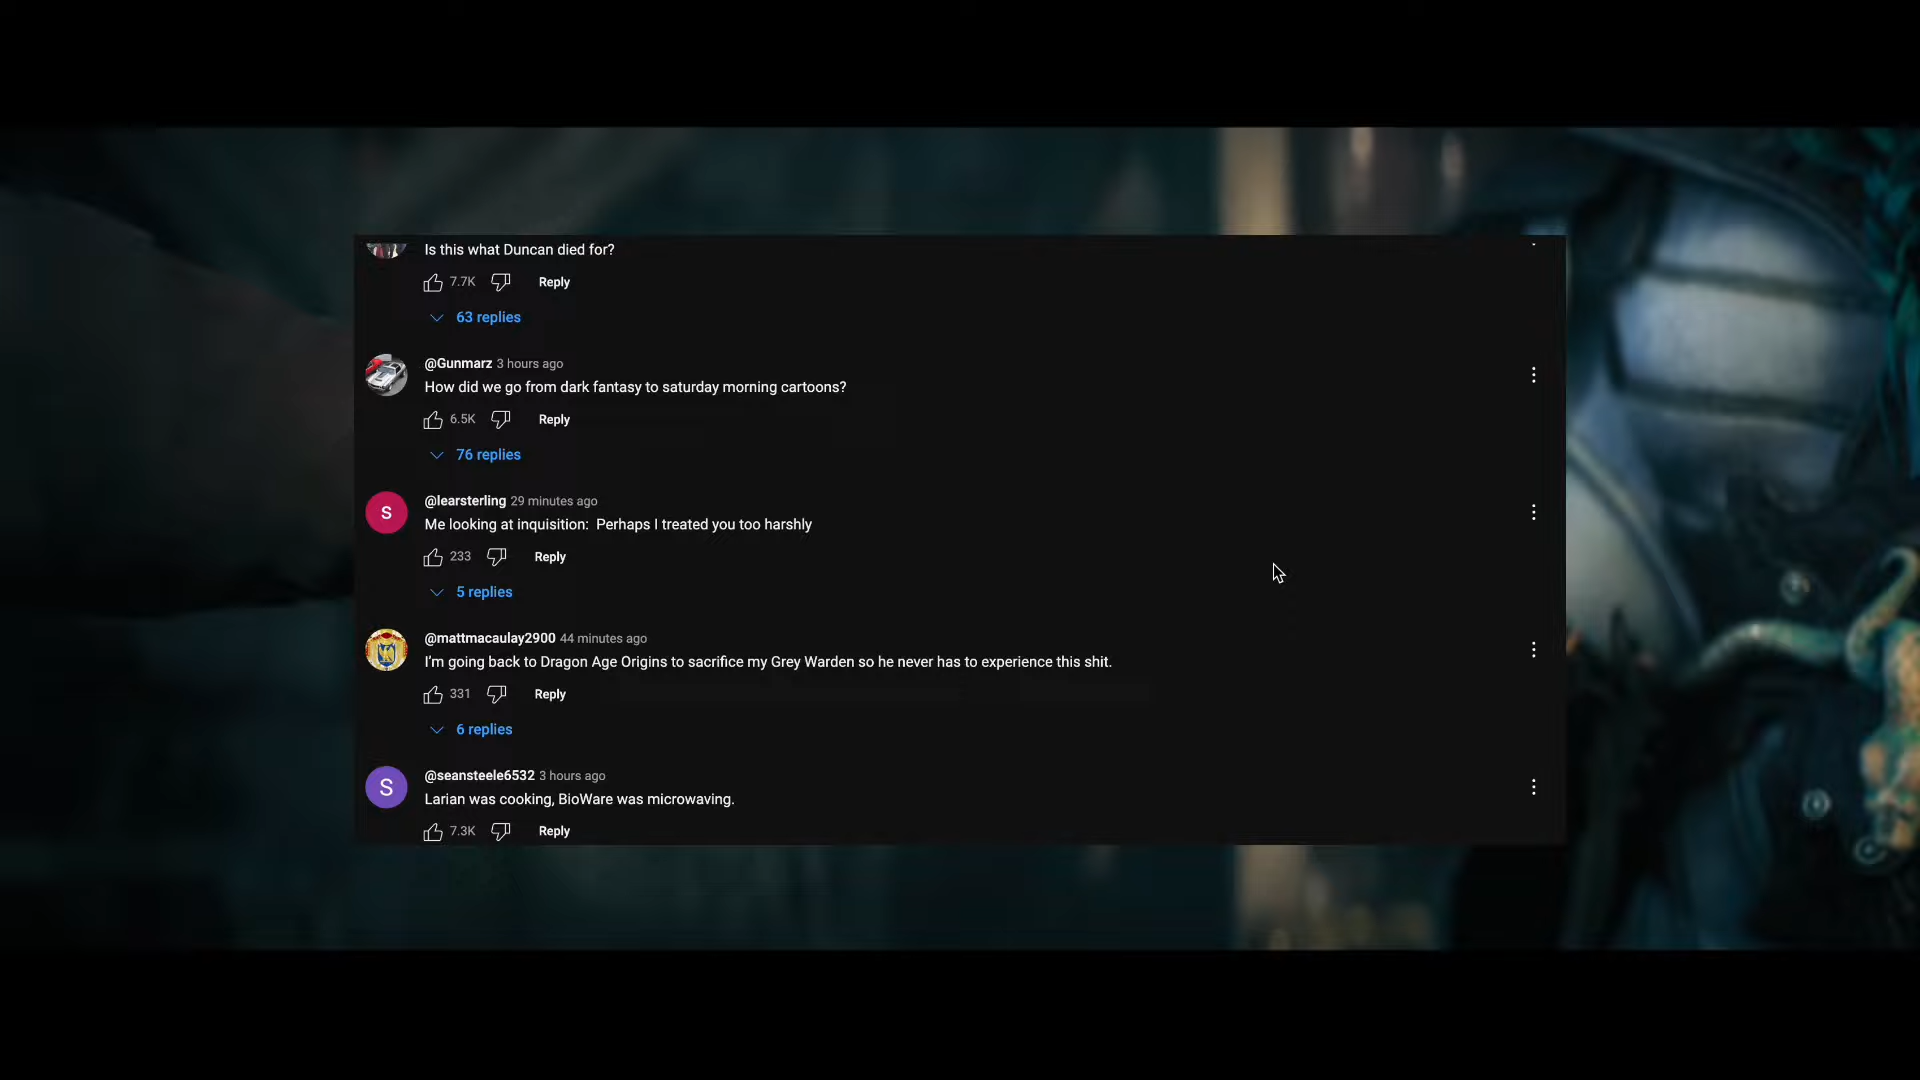 Is this what Duncan died for?
7.7K Reply
63 replies
@Gunmarz 3 hours ago
How did we go from dark fantasy to saturday morning cartoons?
6.5K Reply
76 replies
S
@learsterling 29 minutes ago
Me looking at inquisition:  Perhaps I treated you too harshly
233 Reply
5 replies
@mattmacaulay2900 44 minutes ago
I'm going back to Dragon Age Origins to sacrifice my Grey Warden so he never has to experience this shit.
331 Reply
6 replies
S
@seansteele6532 3 hours ago
Larian was cooking, BioWare was microwaving.
7.3K Reply